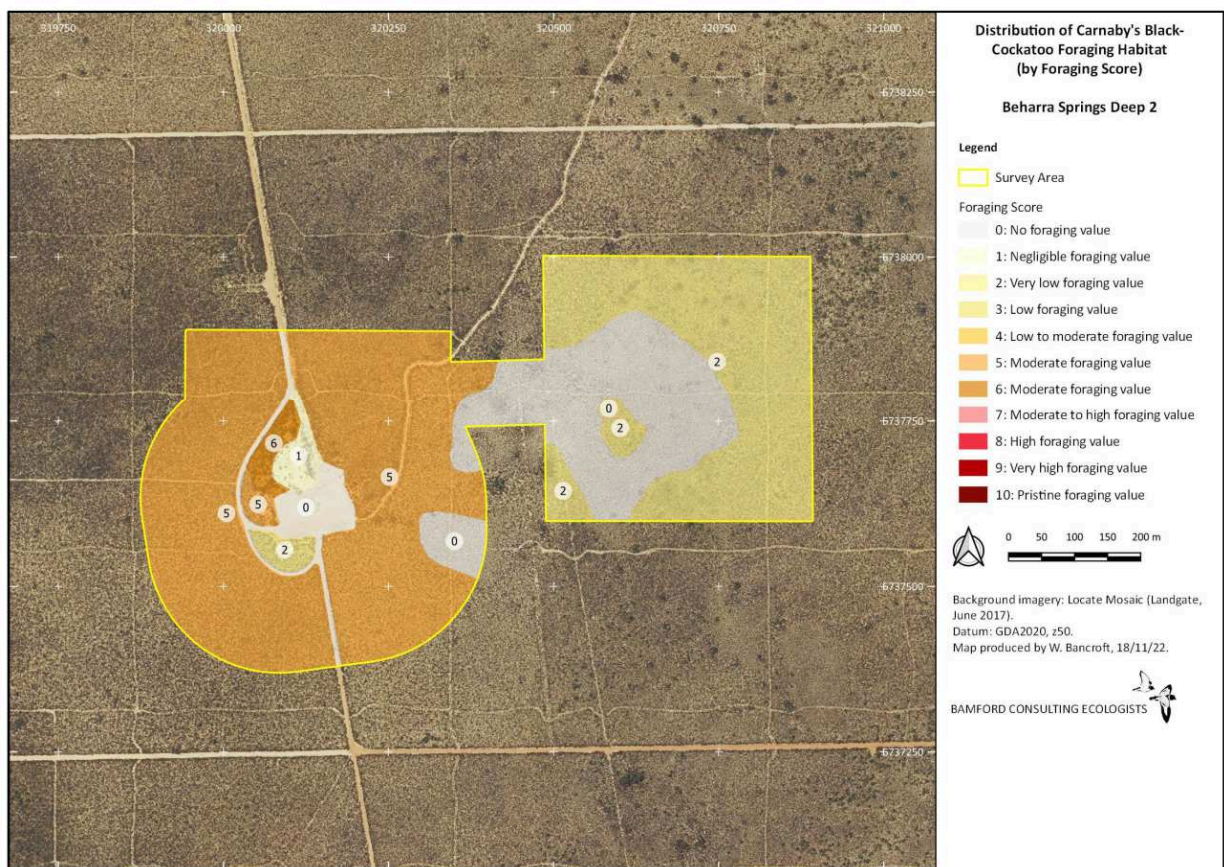 319750
320000
320250
320500
320750
321000
6738250
6738000
6737750
6737500
6737250
2
0
2
2
6
1
5
5
5
0
0
2
Distribution of Carnaby's Black-
Cockatoo Foraging Habitat
(by Foraging Score)
Beharra Springs Deep 2
Legend
Survey Area
Foraging Score
0: No foraging value
1: Negligible foraging value
2: Very low foraging value
3: Low foraging value
4: Low to moderate foraging value
5: Moderate foraging value
6: Moderate foraging value
7: Moderate to high foraging value
8: High foraging value
9: Very high foraging value
10: Pristine foraging value
0 50 100 150 200 m
Background imagery: Locate Mosaic (Landgate,
June 2017).
Datum: GDA2020, z50.
Map produced by W. Bancroft, 18/11/22.
BAMFORD CONSULTING ECOLOGISTS